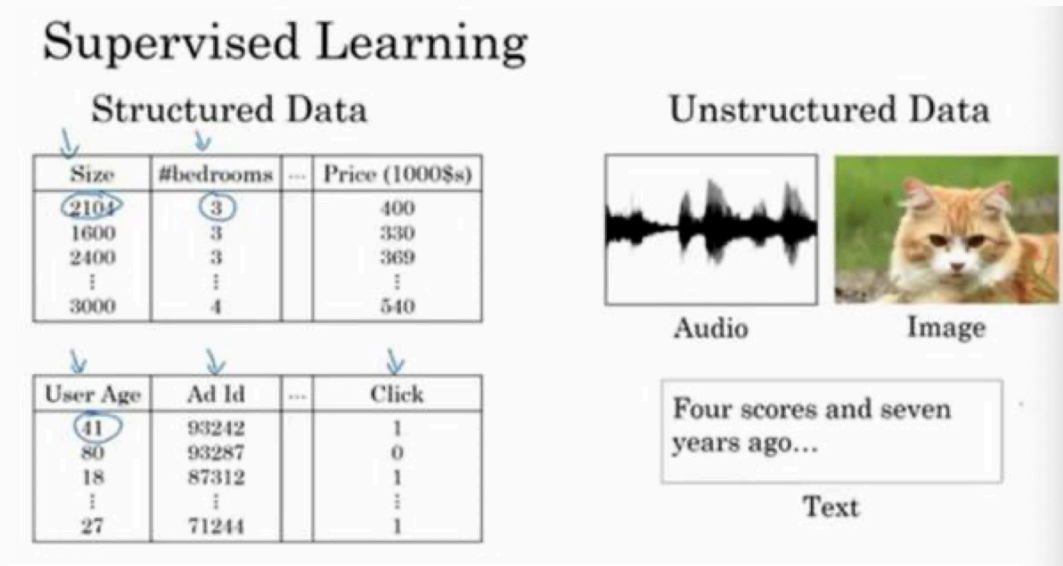 Supervised Learning
Structured Data
Size #bedrooms ... Price (1000$s)
2104 3 400
1600 3 330
2400 3 369
⋮ ⋮ ⋮
3000 4 540
User Age Ad Id ... Click
41 93242 1
80 93287 0
18 87312 1
⋮ ⋮ ⋮
27 71244 1
Unstructured Data
Audio
Image
Four scores and seven
years ago...
Text